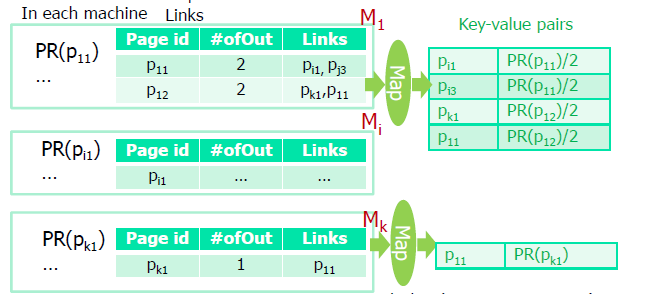 In each machine Links
M1
Key-value pairs
PR(p11)
...
Page id #ofOut Links
p11 2 pi1, pj3
p12 2 pk1,p11
Map
pi1 PR(p11)/2
pi3 PR(p11)/2
pk1 PR(p12)/2
p11 PR(p12)/2
Mi
PR(pi1)
...
Page id #ofOut Links
pi1 ... ...
Mk
PR(pk1)
...
Page id #ofOut Links
pk1 1 p11
Map
p11 PR(pk1)